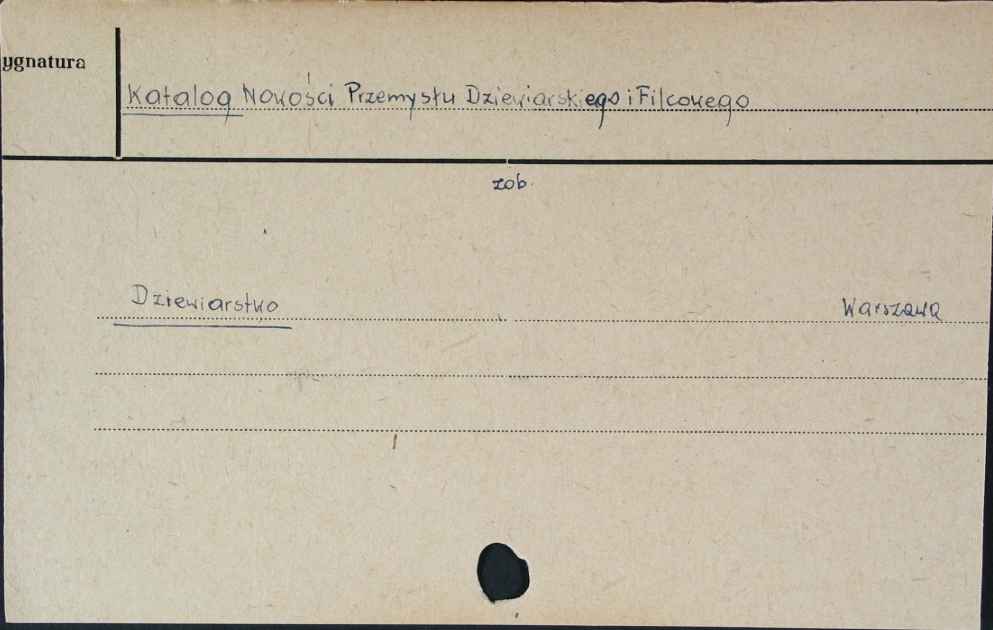 ygnatura
Katalog Nowości Przemysłu Dziewiarskiego i Filcowego
zob.
Dziewiarstwo Warszawa